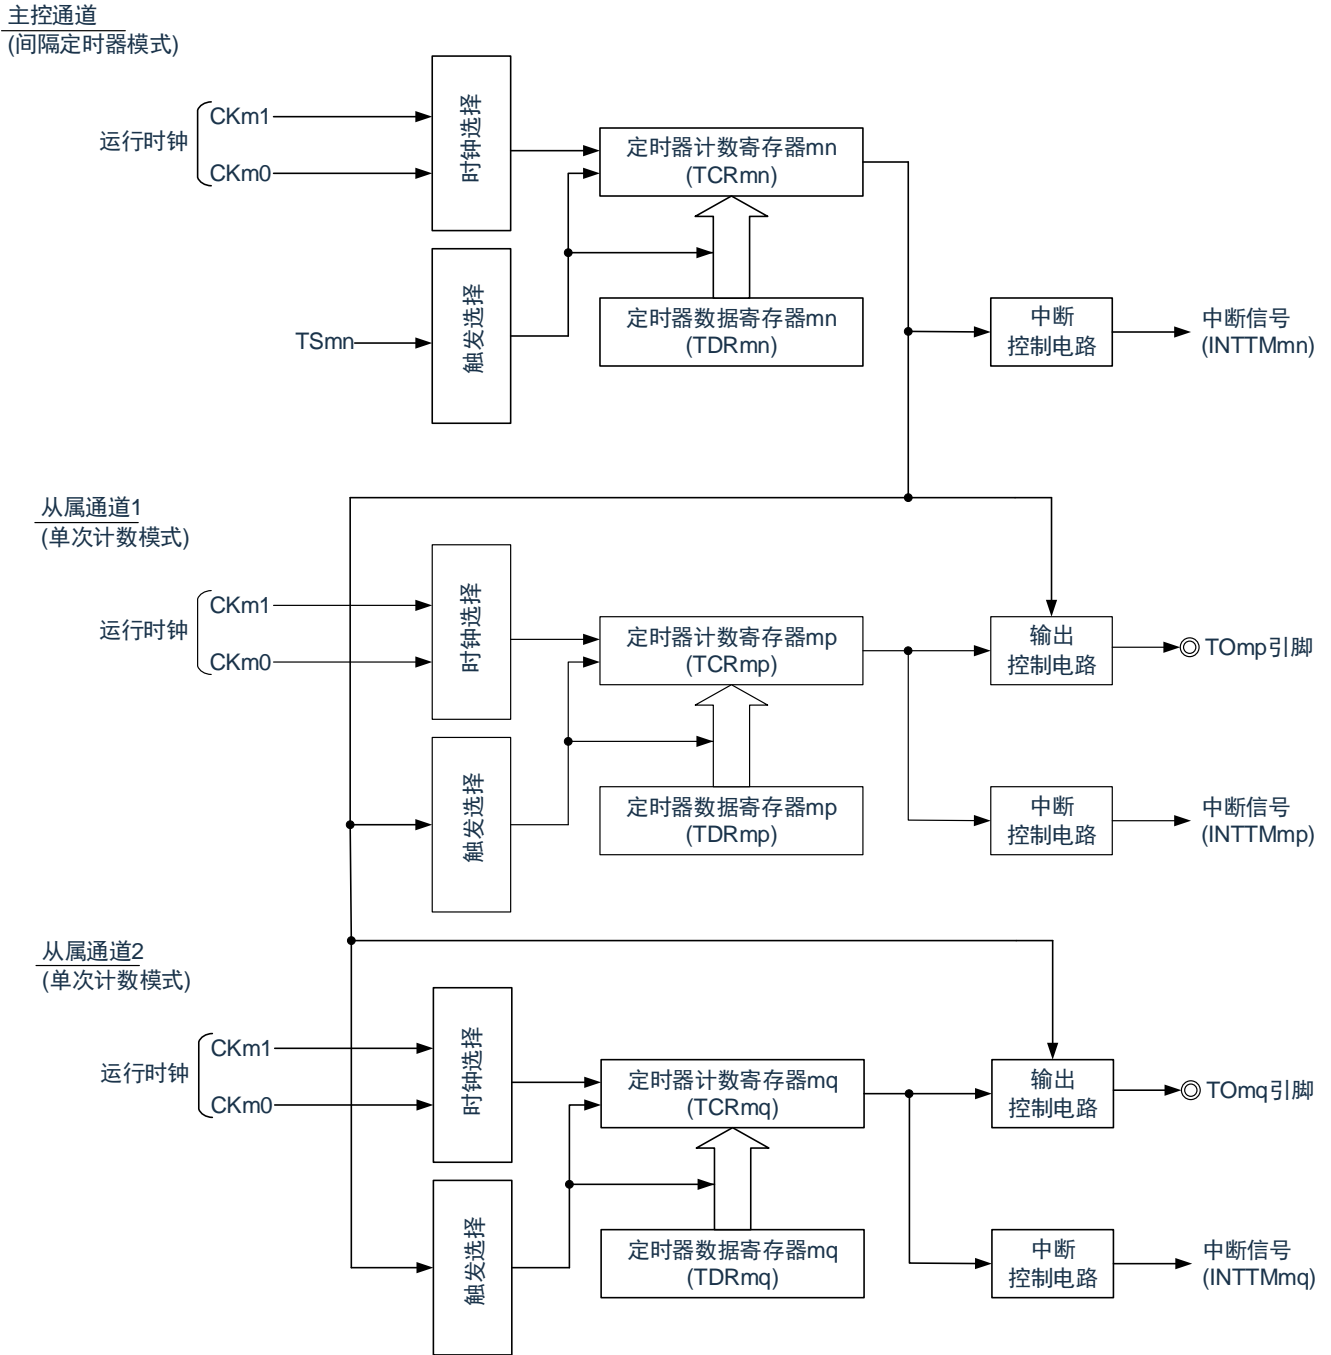 主控通道
(间隔定时器模式)
运行时钟
CKm1
CKm0
时钟选择
定时器计数寄存器mn
(TCRmn)
TSmn
触发选择
定时器数据寄存器mn
(TDRmn)
中断
控制电路
中断信号
(INTTMmn)
从属通道1
(单次计数模式)
运行时钟
CKm1
CKm0
时钟选择
定时器计数寄存器mp
(TCRmp)
输出
控制电路
TOmp引脚
触发选择
定时器数据寄存器mp
(TDRmp)
中断
控制电路
中断信号
(INTTMmp)
从属通道2
(单次计数模式)
运行时钟
CKm1
CKm0
时钟选择
定时器计数寄存器mq
(TCRmq)
输出
控制电路
TOmq引脚
触发选择
定时器数据寄存器mq
(TDRmq)
中断
控制电路
中断信号
(INTTMmq)